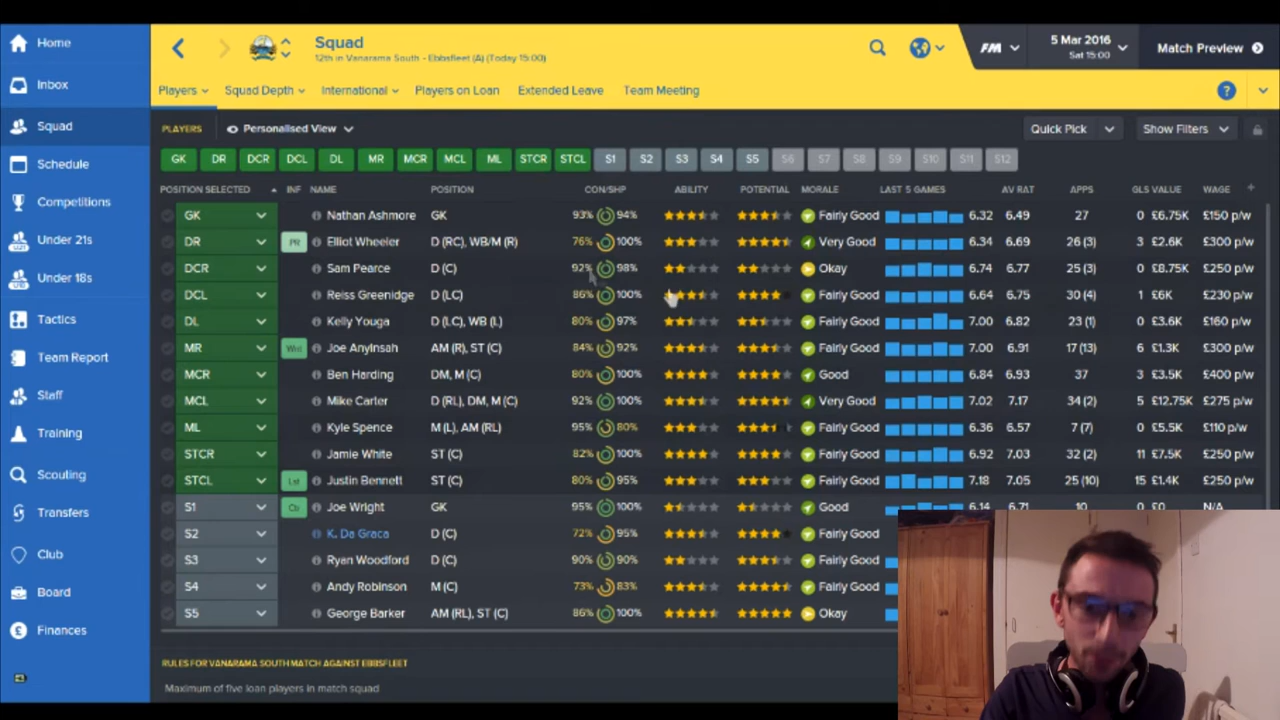 Home
Inbox
Squad
Schedule
Competitions
Under 21s
Under 18s
Tactics
Team Report
Staff
Training
Scouting
Transfers
Club
Board
Finances
Squad
12th in Vanarama South - Ebbsfleet (A) (Today 15:00)
FM
5 Mar 2016
Sat 15:00
Match Preview
Players Squad Depth International Players on Loan Extended Leave Team Meeting
?
PLAYERS Personalised View Quick Pick Show Filters
GK DR DCR DCL DL MR MCR MCL ML STCR STCL S1 S2 S3 S4 S5 S6 S7 S8 S9 S10 S11 S12
POSITION SELECTED INF NAME POSITION CON/SHP ABILITY POTENTIAL MORALE LAST 5 GAMES AV RAT APPS GLS VALUE WAGE +
GK Nathan Ashmore GK 93% 94% Fairly Good 6.32 6.49 27 0 £6.75K £150 p/w
DR PR Elliot Wheeler D (RC), WB/M (R) 76% 100% Very Good 6.34 6.69 26 (3) 3 £2.6K £300 p/w
DCR Sam Pearce D (C) 92% 98% Okay 6.74 6.77 25 (3) 0 £8.75K £250 p/w
DCL Reiss Greenidge D (LC) 86% 100% Fairly Good 6.64 6.75 30 (4) 1 £6K £230 p/w
DL Kelly Youga D (LC), WB (L) 80% 97% Fairly Good 7.00 6.82 23 (1) 0 £3.6K £160 p/w
MR Wnt Joe Anyinsah AM (R), ST (C) 84% 92% Fairly Good 7.00 6.91 17 (13) 6 £1.3K £300 p/w
MCR Ben Harding DM, M (C) 80% 100% Good 6.84 6.93 37 3 £3.5K £400 p/w
MCL Mike Carter D (RL), DM, M (C) 92% 100% Very Good 7.02 7.17 34 (2) 5 £12.75K £275 p/w
ML Kyle Spence M (L), AM (RL) 95% 80% Fairly Good 6.36 6.57 7 (7) 0 £5.5K £110 p/w
STCR Jamie White ST (C) 82% 100% Fairly Good 6.92 7.03 32 (2) 11 £7.5K £250 p/w
STCL Lst Justin Bennett ST (C) 80% 95% Fairly Good 7.18 7.05 25 (10) 15 £1.4K £250 p/w
S1 Joe Wright GK 95% 100% Good 6.14 6.71 10 0 £0 N/A
S2 K. Da Graca D (C) 72% 95% Fairly Good
S3 Ryan Woodford D (C) 90% 90% Fairly Good
S4 Andy Robinson M (C) 73% 83% Fairly Good
S5 George Barker AM (RL), ST (C) 86% 100% Okay
RULES FOR VANARAMA SOUTH MATCH AGAINST EBBSFLEET
Maximum of five loan players in match squad